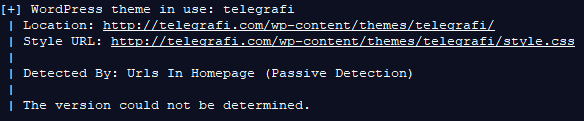 [+] WordPress theme in use: telegrafi
| Location: http://telegrafi.com/wp-content/themes/telegrafi/
| Style URL: http://telegrafi.com/wp-content/themes/telegrafi/style.css
|
| Detected By: Urls In Homepage (Passive Detection)
|
| The version could not be determined.